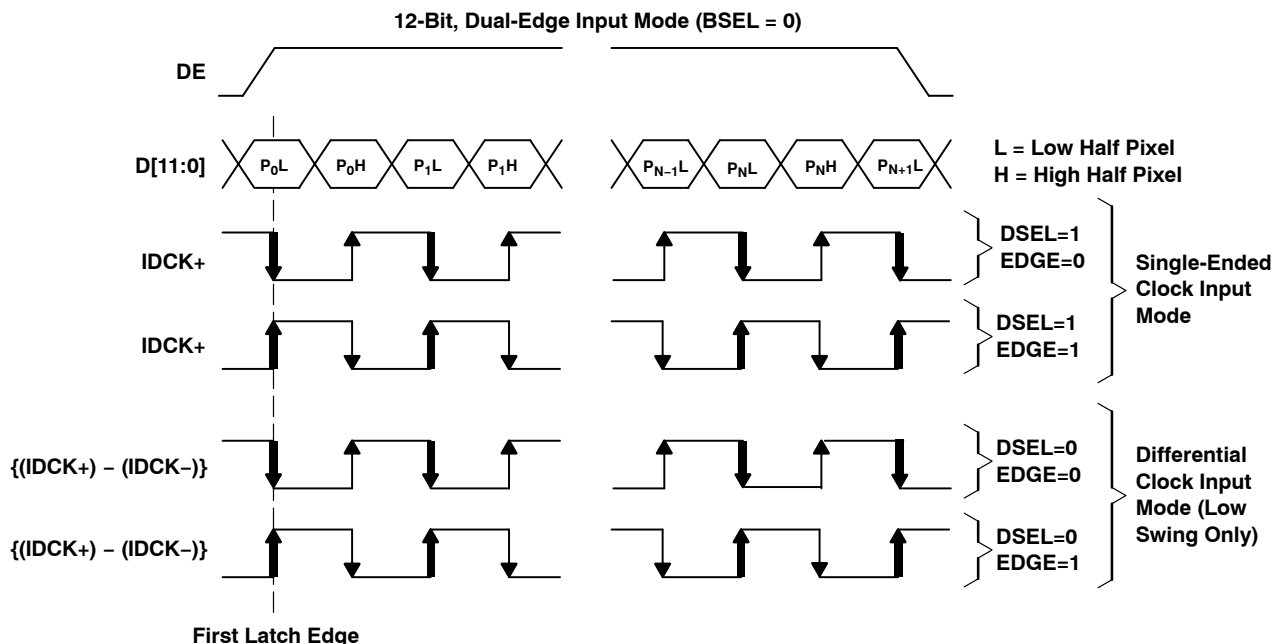 12-Bit, Dual-Edge Input Mode (BSEL = 0)
DE
D[11:0]
P0L
P0H
P1L
P1H
PN−1L
PNL
PNH
PN+1L
L = Low Half Pixel
H = High Half Pixel
IDCK+
DSEL=1
EDGE=0
IDCK+
DSEL=1
EDGE=1
Single-Ended
Clock Input
Mode
{(IDCK+) − (IDCK−)}
DSEL=0
EDGE=0
{(IDCK+) − (IDCK−)}
DSEL=0
EDGE=1
Differential
Clock Input
Mode (Low
Swing Only)
First Latch Edge